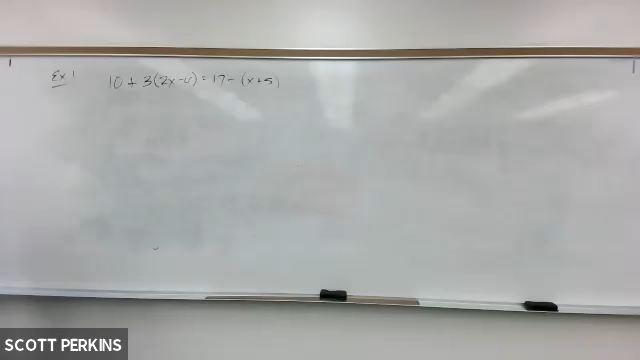 Ex 1 10 + 3(2x-4) = 17 - (x+5)
SCOTT PERKINS